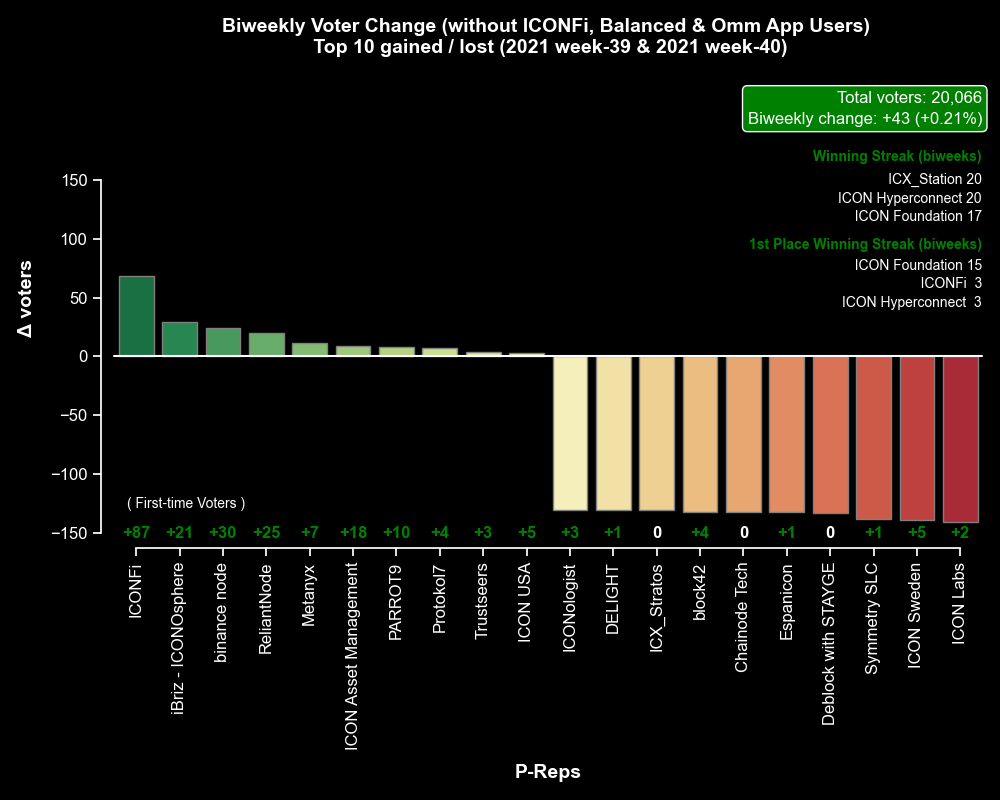 Biweekly Voter Change (without ICONFi, Balanced & Omm App Users)
Top 10 gained / lost (2021 week-39 & 2021 week-40)
Total voters: 20,066
Biweekly change: +43 (+0.21%)
Winning Streak (biweeks)
ICX_Station 20
ICON Hyperconnect 20
ICON Foundation 17
1st Place Winning Streak (biweeks)
ICON Foundation 15
ICONFi 3
ICON Hyperconnect 3
Δ voters
150
100
50
0
−50
−100
−150
( First-time Voters )
+87 +21 +30 +25 +7 +18 +10 +4 +3 +5 +3 +1 0 +4 0 +1 0 +1 +5 +2
ICONFi
iBriz - ICONOsphere
binance node
ReliantNode
Metanyx
ICON Asset Management
PARROT9
Protokol7
Trustseers
ICON USA
ICONologist
DELIGHT
ICX_Stratos
block42
Chainode Tech
Espanicon
Deblock with STAYGE
Symmetry SLC
ICON Sweden
ICON Labs
P-Reps